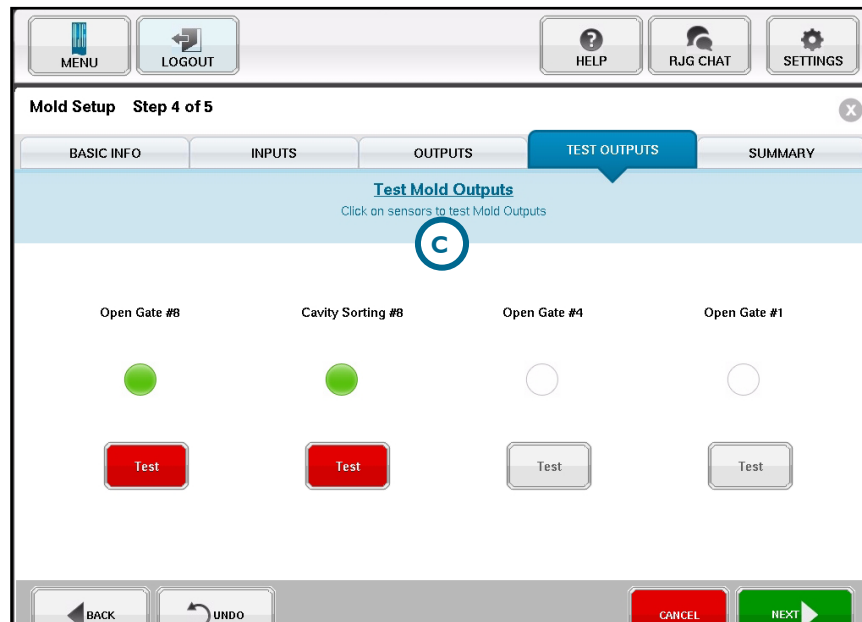 MENU
LOGOUT
HELP
RJG CHAT
SETTINGS
Mold Setup Step 4 of 5
X
BASIC INFO
INPUTS
OUTPUTS
TEST OUTPUTS
SUMMARY
Test Mold Outputs
Click on sensors to test Mold Outputs
C
Open Gate #8
Cavity Sorting #8
Open Gate #4
Open Gate #1
Test
Test
Test
Test
BACK
UNDO
CANCEL
NEXT